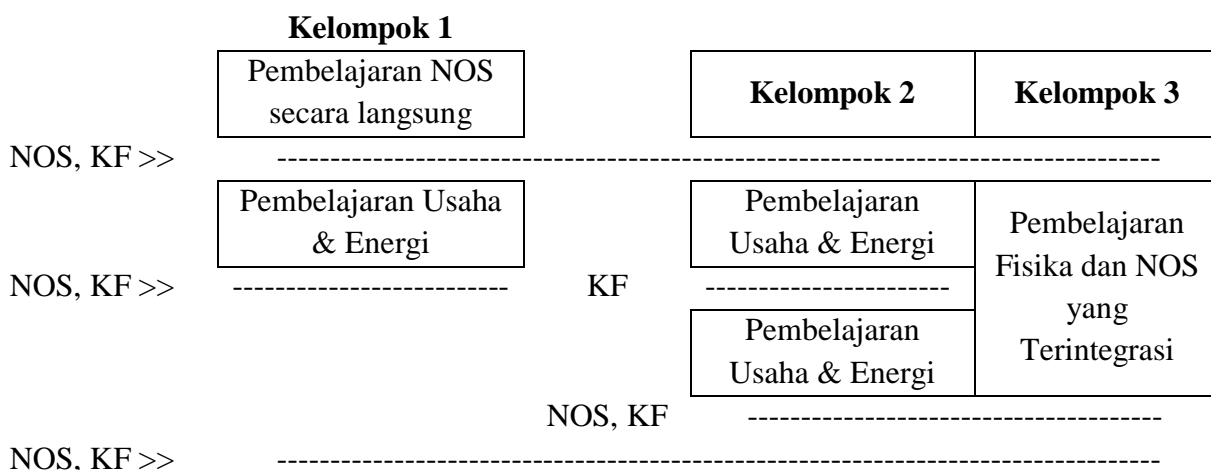 Kelompok 1
Pembelajaran NOS
secara langsung
Kelompok 2
Kelompok 3
NOS, KF >> -----------------------------------------------------------------------------------
Pembelajaran Usaha
& Energi
Pembelajaran
Usaha & Energi
Pembelajaran
Fisika dan NOS
yang
Terintegrasi
NOS, KF >> -------------------------- KF -----------------------
Pembelajaran
Usaha & Energi
NOS, KF ---------------------------------------
NOS, KF >> -----------------------------------------------------------------------------------